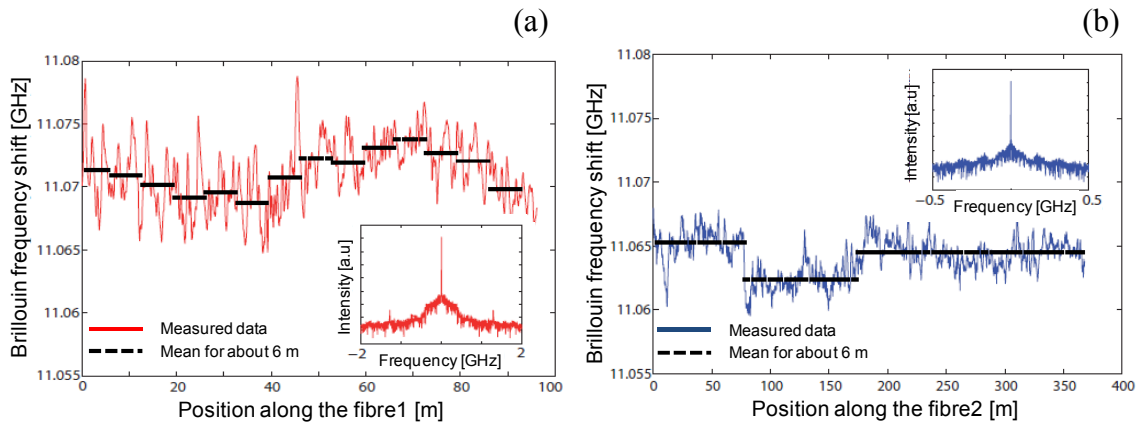 (a)
Brillouin frequency shift [GHz]
11.08
11.075
11.07
11.065
11.06
11.055
0
20
40
60
80
100
Position along the fibre1 [m]
Measured data
Mean for about 6 m
Intensity [a.u]
−2
2
Frequency [GHz]
(b)
Brillouin frequency shift [GHz]
11.08
11.075
11.07
11.065
11.06
11.055
0
50
100
150
200
250
300
350
400
Position along the fibre2 [m]
Measured data
Mean for about 6 m
Intensity [a.u]
−0.5
0.5
Frequency [GHz]